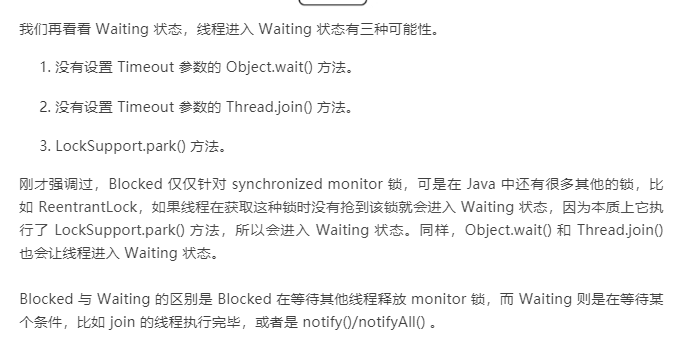 我们再看看 Waiting 状态，线程进入 Waiting 状态有三种可能性。
1. 没有设置 Timeout 参数的 Object.wait() 方法。
2. 没有设置 Timeout 参数的 Thread.join() 方法。
3. LockSupport.park() 方法。
刚才强调过，Blocked 仅仅针对 synchronized monitor 锁，可是在 Java 中还有很多其他的锁，比
如 ReentrantLock，如果线程在获取这种锁时没有抢到该锁就会进入 Waiting 状态，因为本质上它执
行了 LockSupport.park() 方法，所以会进入 Waiting 状态。同样，Object.wait() 和 Thread.join()
也会让线程进入 Waiting 状态。
Blocked 与 Waiting 的区别是 Blocked 在等待其他线程释放 monitor 锁，而 Waiting 则是在等待某
个条件，比如 join 的线程执行完毕，或者是 notify()/notifyAll() 。